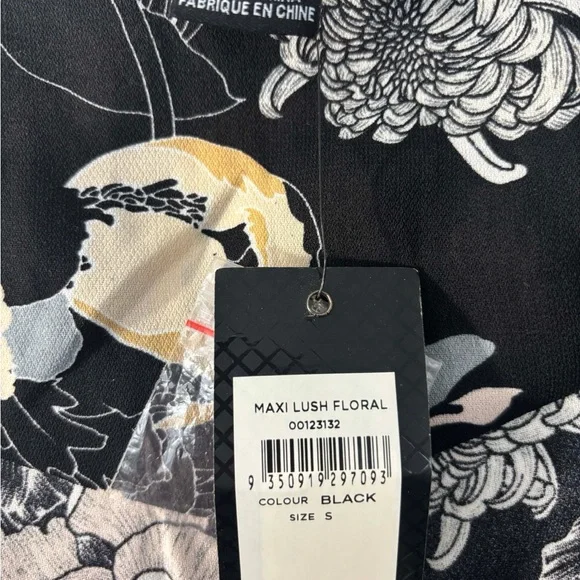 FABRIQUE EN CHINE
MAXI LUSH FLORAL
00123132
9 350919 297093
COLOUR BLACK
SIZE S